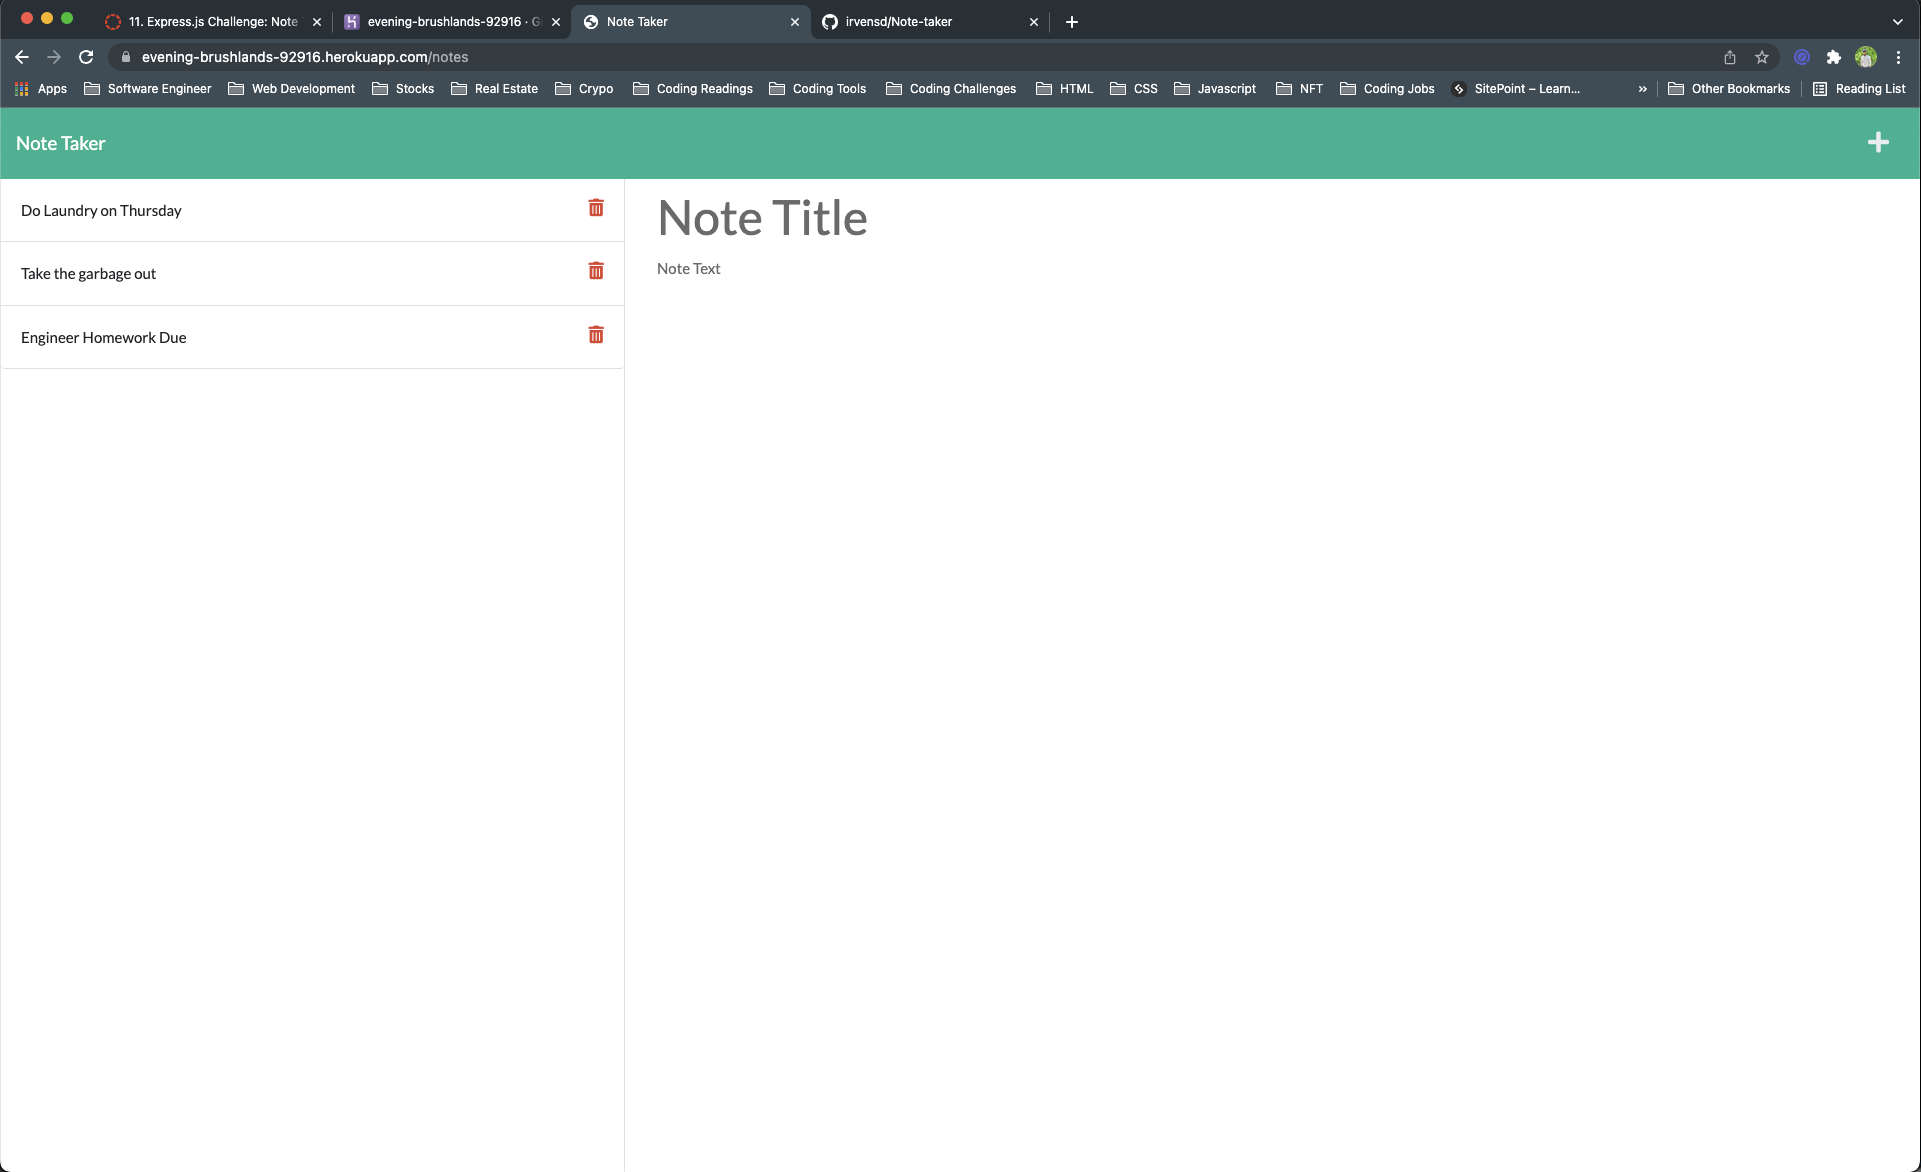 11. Express.js Challenge: Note
evening-brushlands-92916 · G
Note Taker
irvensd/Note-taker
evening-brushlands-92916.herokuapp.com/notes
Apps Software Engineer Web Development Stocks Real Estate Crypo Coding Readings Coding Tools Coding Challenges HTML CSS Javascript NFT Coding Jobs SitePoint – Learn... » Other Bookmarks Reading List
Note Taker
Do Laundry on Thursday
Take the garbage out
Engineer Homework Due
Note Title
Note Text